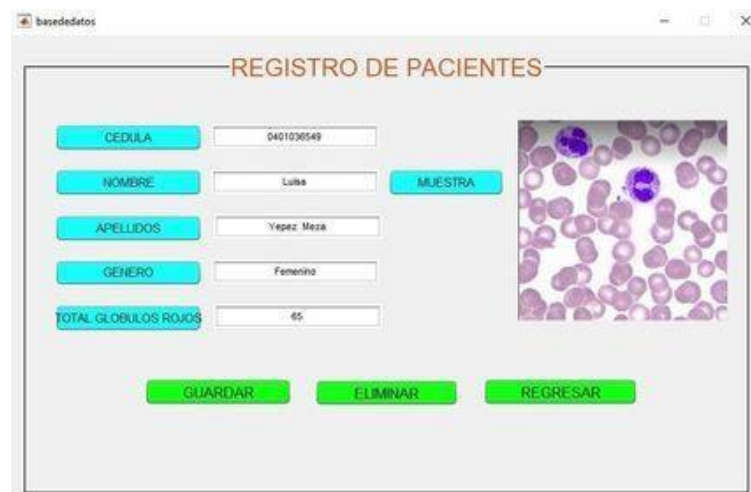 basededatos
REGISTRO DE PACIENTES
CEDULA 0401036549
NOMBRE Luisa MUESTRA
APELLIDOS Yepez Meza
GENERO Femenino
TOTAL GLOBULOS ROJOS 65
GUARDAR ELIMINAR REGRESAR